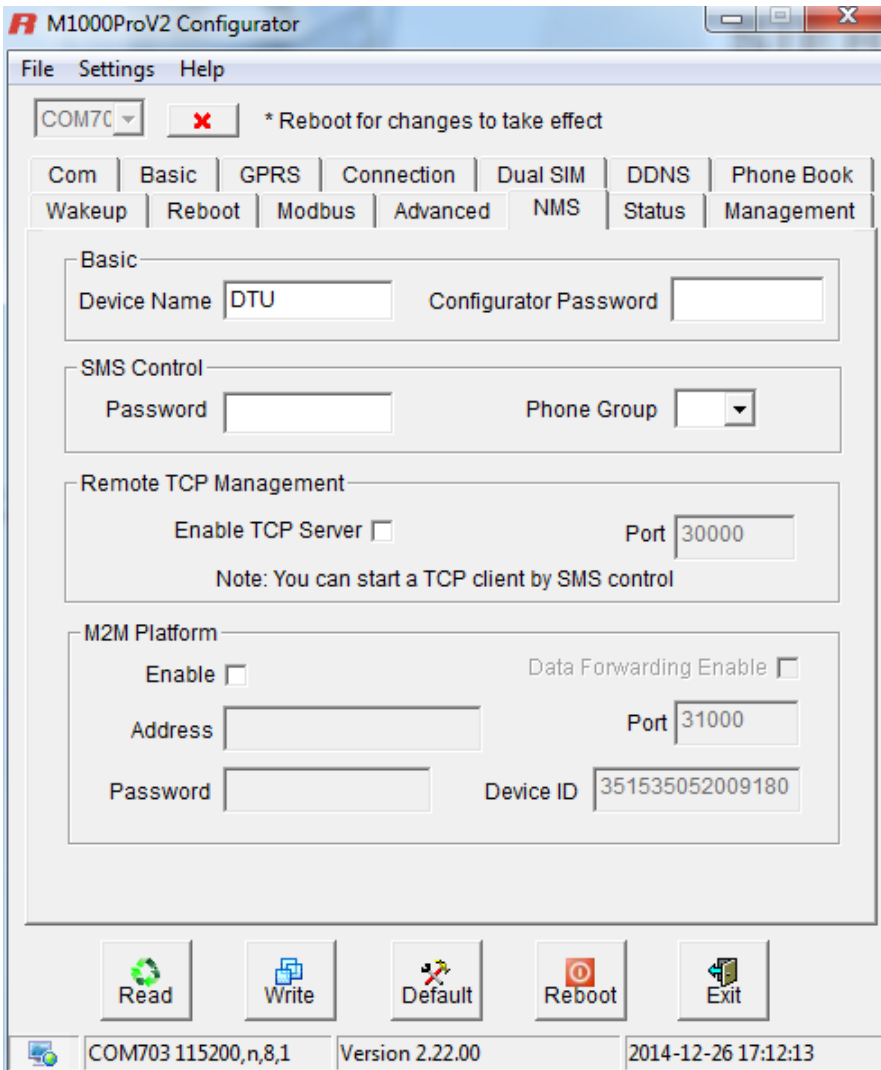 M1000ProV2 Configurator
File Settings Help
COM70 * Reboot for changes to take effect
Com Basic GPRS Connection Dual SIM DDNS Phone Book
Wakeup Reboot Modbus Advanced NMS Status Management
Basic
Device Name DTU Configurator Password
SMS Control
Password Phone Group
Remote TCP Management
Enable TCP Server Port 30000
Note: You can start a TCP client by SMS control
M2M Platform
Enable Data Forwarding Enable
Address Port 31000
Password Device ID 351535052009180
Read Write Default Reboot Exit
COM703 115200,n,8,1 Version 2.22.00 2014-12-26 17:12:13